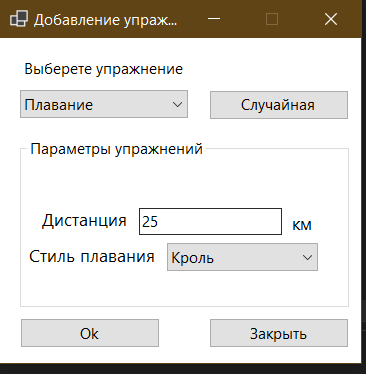 Добавление упраж...
Выберете упражнение
Плавание
Случайная
Параметры упражнений
Дистанция 25 км
Стиль плавания Кроль
Ok
Закрыть